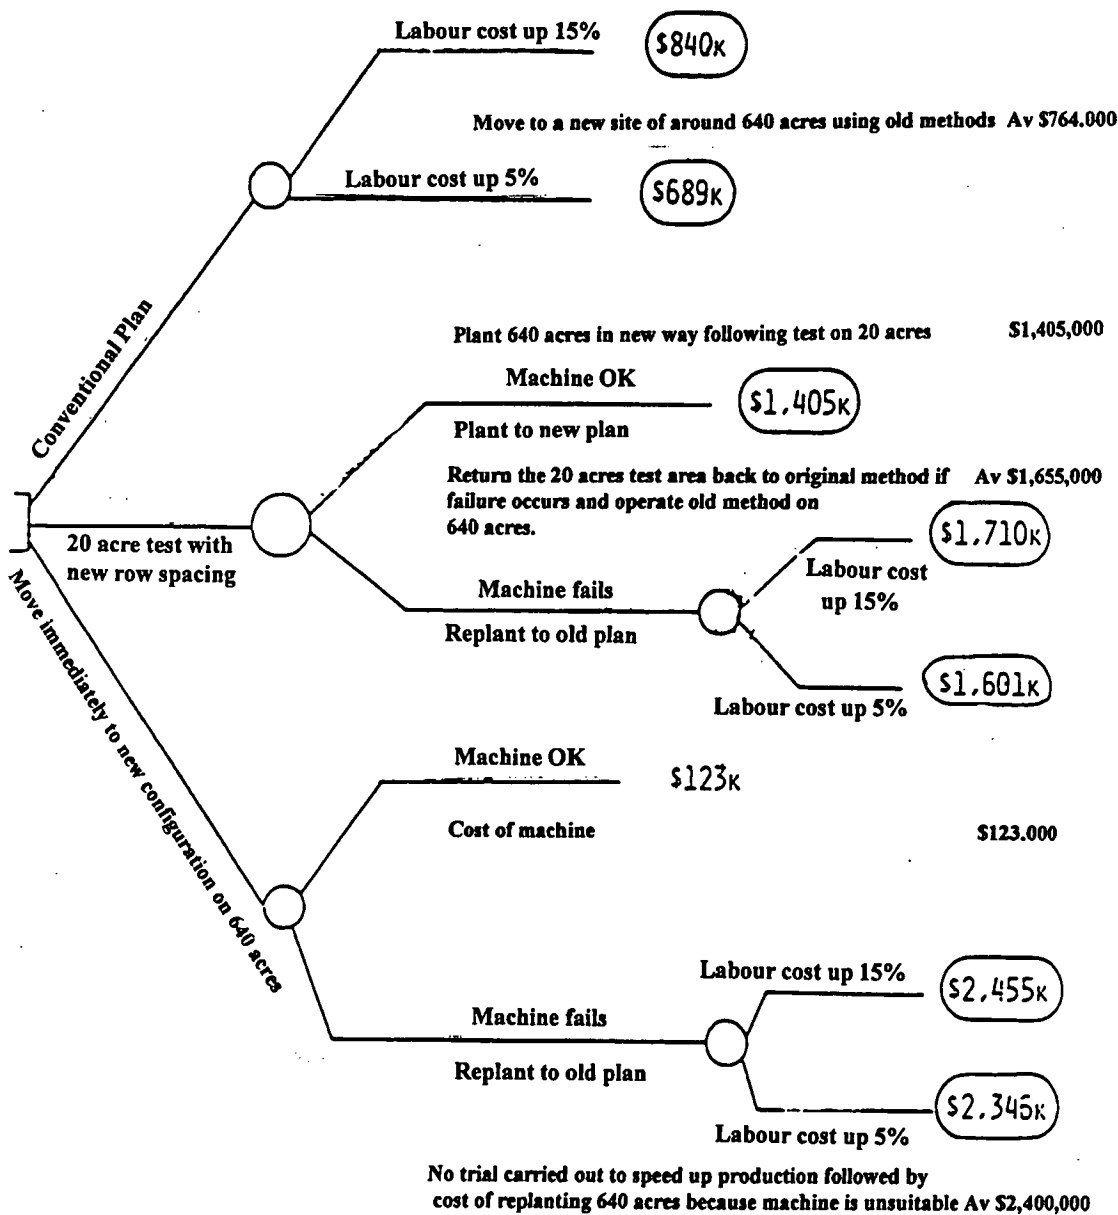 Labour cost up 15%
$840K
Move to a new site of around 640 acres using old methods Av $764.000
Labour cost up 5%
$689K
Conventional Plan
Plant 640 acres in new way following test on 20 acres $1,405,000
Machine OK
$1,405K
Plant to new plan
Return the 20 acres test area back to original method if Av $1,655,000
failure occurs and operate old method on
640 acres.
20 acre test with
new row spacing
$1,710K
Labour cost
up 15%
Machine fails
Replant to old plan
$1,601K
Labour cost up 5%
Move immediately to new configuration on 640 acres
Machine OK
$123K
Cost of machine $123.000
Labour cost up 15%
$2,455K
Machine fails
Replant to old plan
$2,345K
Labour cost up 5%
No trial carried out to speed up production followed by
cost of replanting 640 acres because machine is unsuitable Av $2,400,000